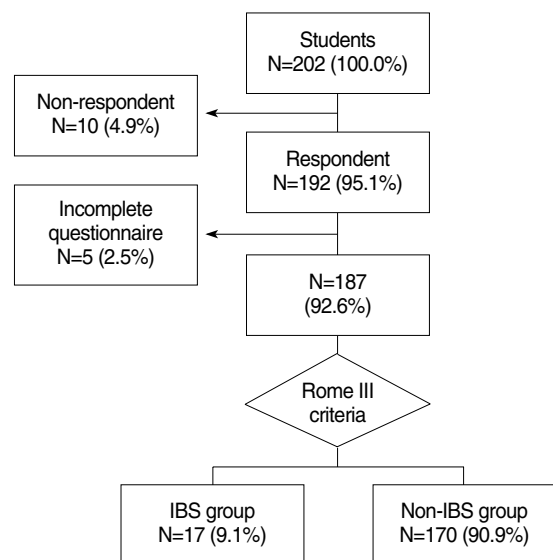 Students
N=202 (100.0%)
Non-respondent
N=10 (4.9%)
Respondent
N=192 (95.1%)
Incomplete
questionnaire
N=5 (2.5%)
N=187
(92.6%)
Rome III
criteria
IBS group
N=17 (9.1%)
Non-IBS group
N=170 (90.9%)